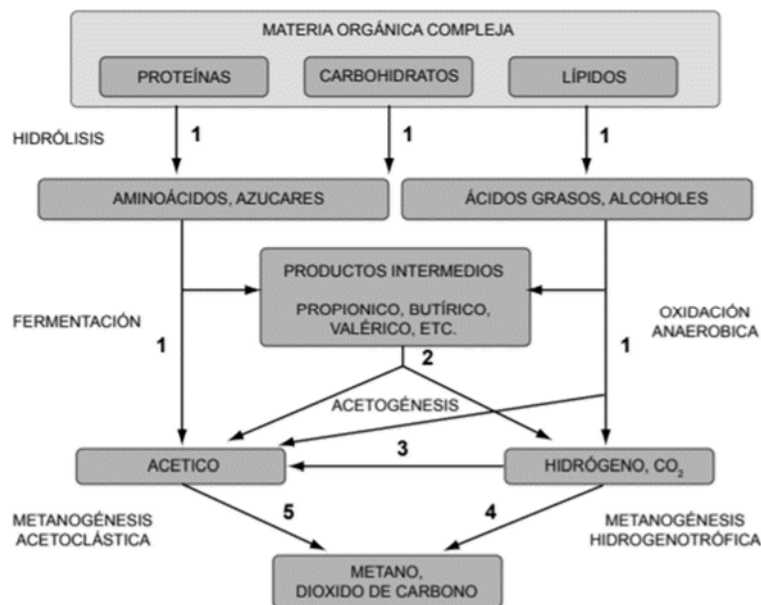 MATERIA ORGÁNICA COMPLEJA
PROTEÍNAS
CARBOHIDRATOS
LÍPIDOS
HIDRÓLISIS
1
1
1
AMINOÁCIDOS, AZUCARES
ÁCIDOS GRASOS, ALCOHOLES
PRODUCTOS INTERMEDIOS
PROPIONICO, BUTÍRICO,
VALÉRICO, ETC.
FERMENTACIÓN
1
1
OXIDACIÓN
ANAEROBICA
2
ACETOGÉNESIS
ACETICO
3
HIDRÓGENO, CO₂
METANOGÉNESIS
ACETOCLÁSTICA
5
4
METANOGÉNESIS
HIDROGENOTRÓFICA
METANO,
DIOXIDO DE CARBONO